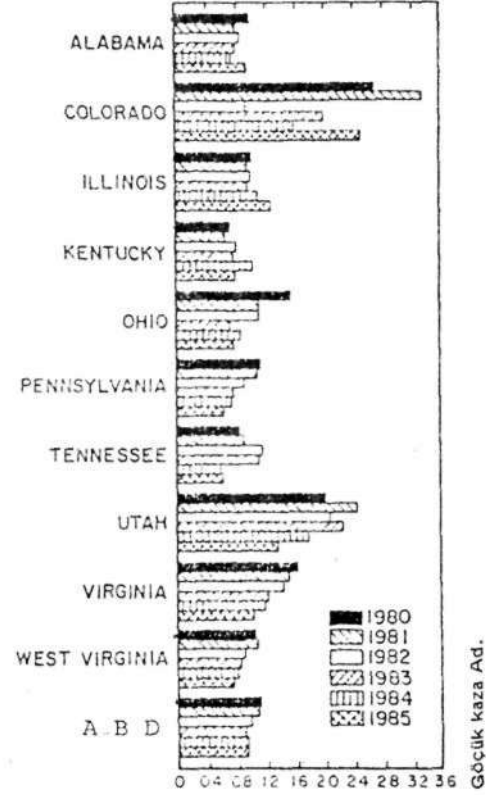 ALABAMA
COLORADO
ILLINOIS
KENTUCKY
OHIO
PENNSYLVANIA
TENNESSEE
UTAH
VIRGINIA
WEST VIRGINIA
A.B D
1980
1981
1982
1983
1984
1985
0 04 08 12 16 20 24 28 32 36
Göçük kaza Ad.